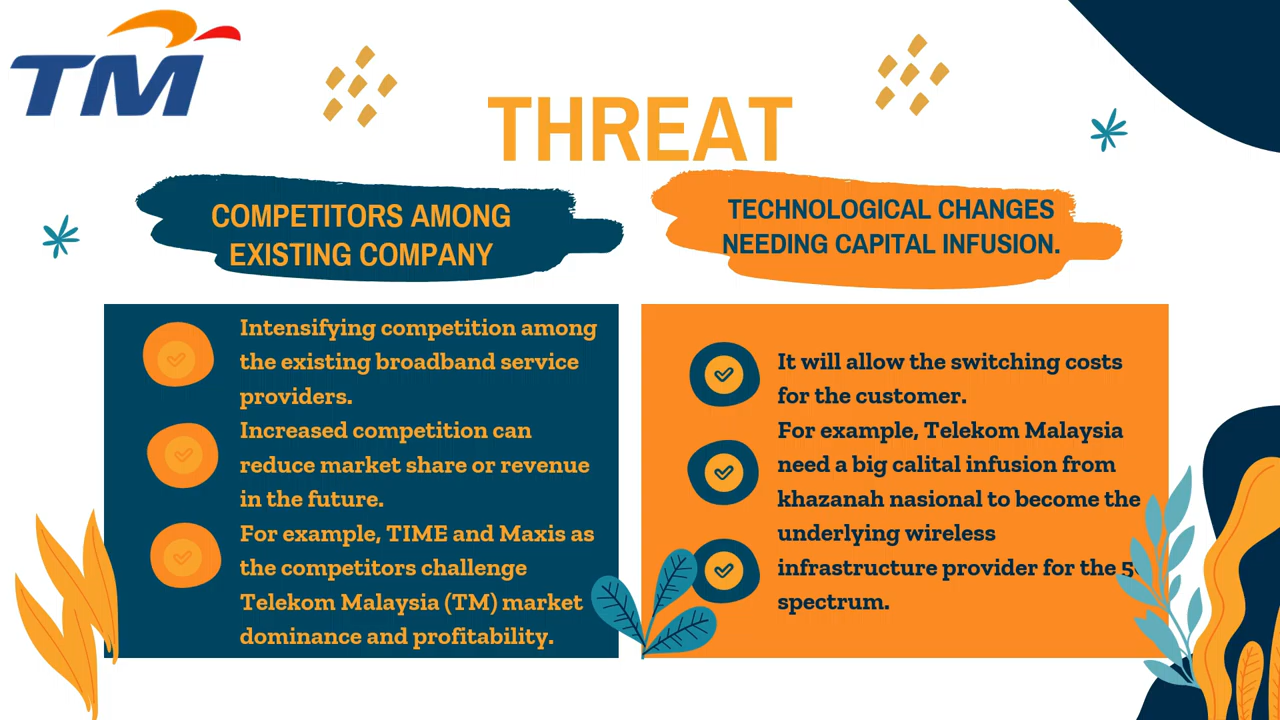 TM
THREAT
COMPETITORS AMONG
EXISTING COMPANY
Intensifying competition among
the existing broadband service
providers.
Increased competition can
reduce market share or revenue
in the future.
For example, TIME and Maxis as
the competitors challenge
Telekom Malaysia (TM) market
dominance and profitability.
TECHNOLOGICAL CHANGES
NEEDING CAPITAL INFUSION.
It will allow the switching costs
for the customer.
For example, Telekom Malaysia
need a big calital infusion from
khazanah nasional to become the
underlying wireless
infrastructure provider for the
spectrum.